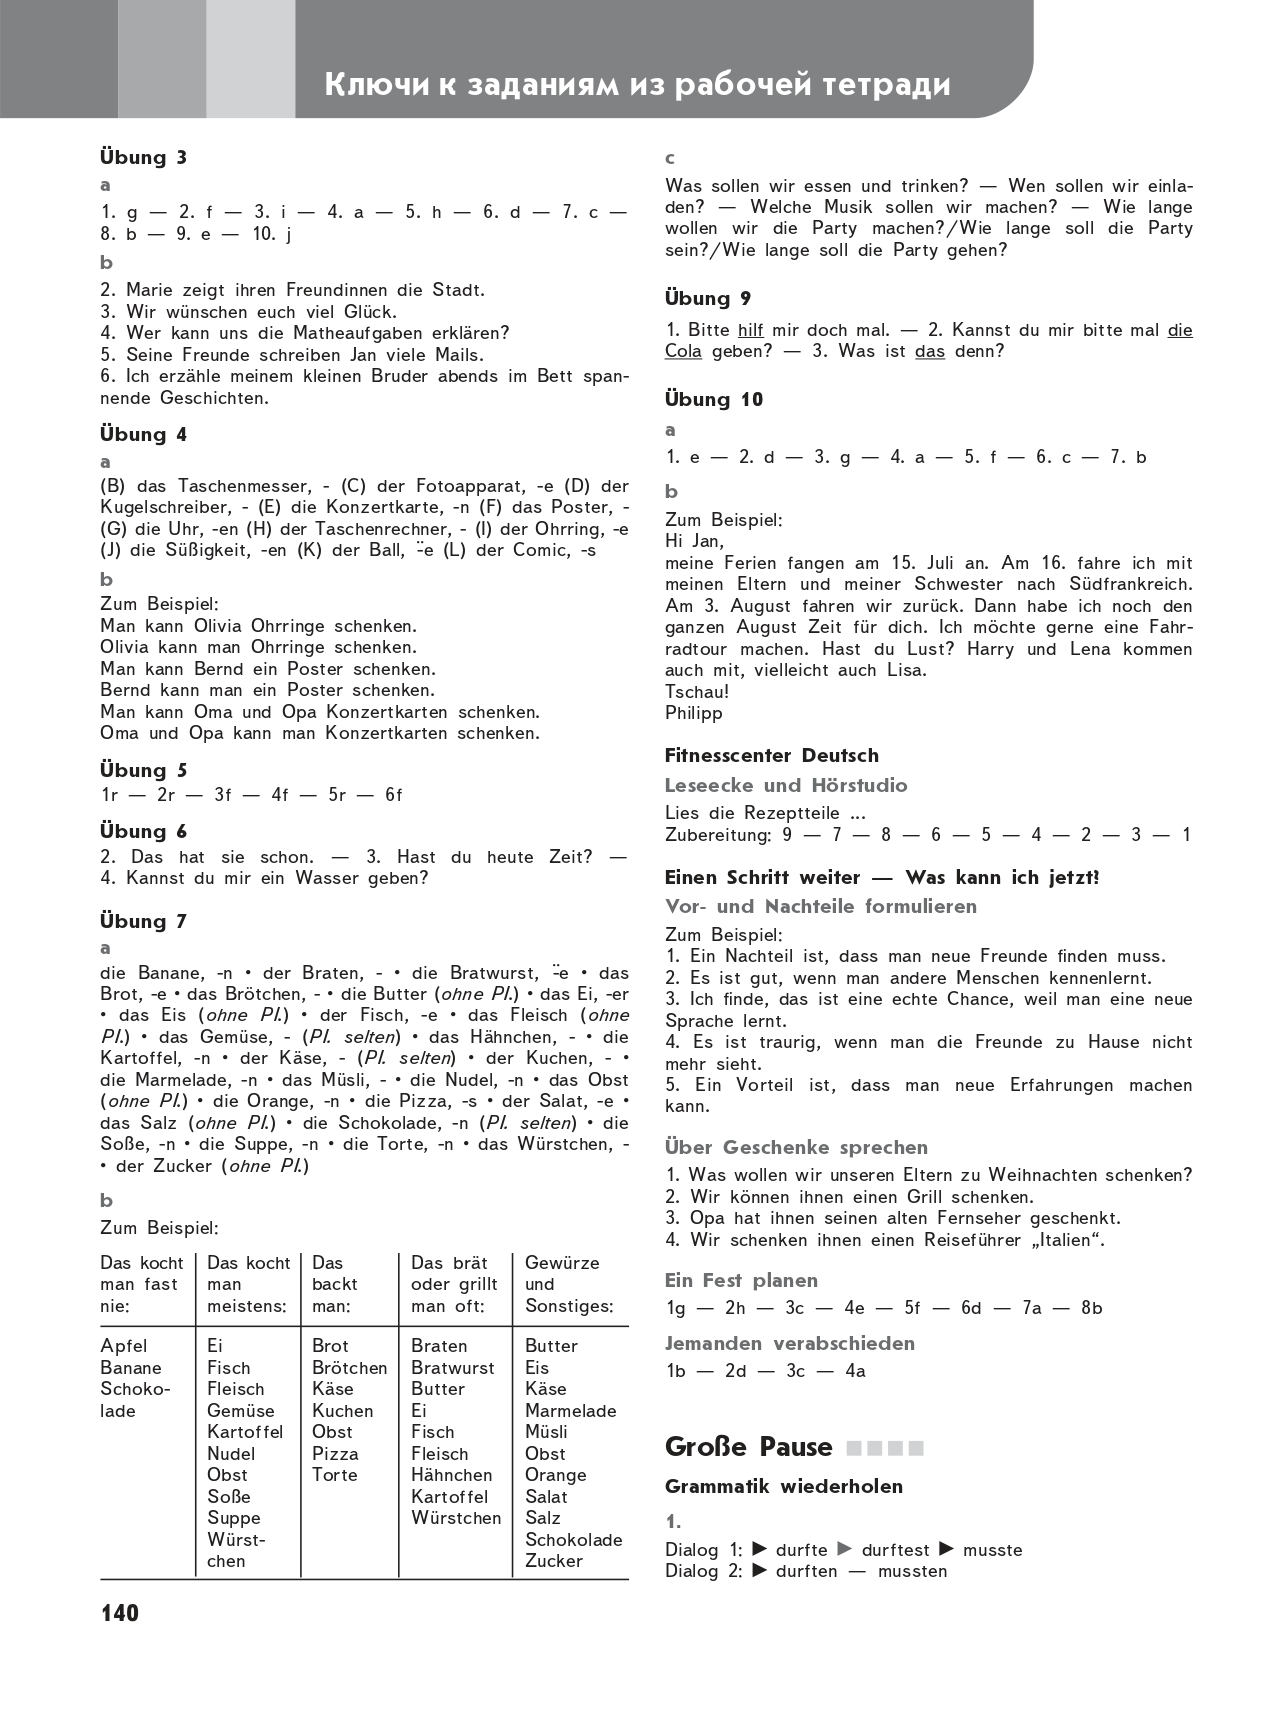 Ключи к заданиям из рабочей тетради
Übung 3
a
1. g — 2. f — 3. i — 4. a — 5. h — 6. d — 7. c —
8. b — 9. e — 10. j
b
2. Marie zeigt ihren Freundinnen die Stadt.
3. Wir wünschen euch viel Glück.
4. Wer kann uns die Matheaufgaben erklären?
5. Seine Freunde schreiben Jan viele Mails.
6. Ich erzähle meinem kleinen Bruder abends im Bett span-
nende Geschichten.
Übung 4
a
(B) das Taschenmesser, - (C) der Fotoapparat, -e (D) der
Kugelschreiber, - (E) die Konzertkarte, -n (F) das Poster, -
(G) die Uhr, -en (H) der Taschenrechner, - (I) der Ohrring, -e
(J) die Süßigkeit, -en (K) der Ball, ¨-e (L) der Comic, -s
b
Zum Beispiel:
Man kann Olivia Ohrringe schenken.
Olivia kann man Ohrringe schenken.
Man kann Bernd ein Poster schenken.
Bernd kann man ein Poster schenken.
Man kann Oma und Opa Konzertkarten schenken.
Oma und Opa kann man Konzertkarten schenken.
Übung 5
1r — 2r — 3f — 4f — 5r — 6f
Übung 6
2. Das hat sie schon. — 3. Hast du heute Zeit? —
4. Kannst du mir ein Wasser geben?
Übung 7
a
die Banane, -n • der Braten, - • die Bratwurst, ¨-e • das
Brot, -e • das Brötchen, - • die Butter (ohne Pl.) • das Ei, -er
• das Eis (ohne Pl.) • der Fisch, -e • das Fleisch (ohne
Pl.) • das Gemüse, - (Pl. selten) • das Hähnchen, - • die
Kartoffel, -n • der Käse, - (Pl. selten) • der Kuchen, - •
die Marmelade, -n • das Müsli, - • die Nudel, -n • das Obst
(ohne Pl.) • die Orange, -n • die Pizza, -s • der Salat, -e •
das Salz (ohne Pl.) • die Schokolade, -n (Pl. selten) • die
Soße, -n • die Suppe, -n • die Torte, -n • das Würstchen, -
• der Zucker (ohne Pl.)
b
Zum Beispiel:
Das kocht man fast nie:
Apfel
Banane
Schoko-
lade
Das kocht man meistens:
Ei
Fisch
Fleisch
Gemüse
Kartoffel
Nudel
Obst
Soße
Suppe
Würst-
chen
Das backt man:
Brot
Brötchen
Käse
Kuchen
Obst
Pizza
Torte
Das brät oder grillt man oft:
Braten
Bratwurst
Butter
Ei
Fisch
Fleisch
Hähnchen
Kartoffel
Würstchen
Gewürze und Sonstiges:
Butter
Eis
Käse
Marmelade
Müsli
Obst
Orange
Salat
Salz
Schokolade
Zucker
140
c
Was sollen wir essen und trinken? — Wen sollen wir einla-
den? — Welche Musik sollen wir machen? — Wie lange
wollen wir die Party machen?/Wie lange soll die Party
sein?/Wie lange soll die Party gehen?
Übung 9
1. Bitte hilf mir doch mal. — 2. Kannst du mir bitte mal die
Cola geben? — 3. Was ist das denn?
Übung 10
a
1. e — 2. d — 3. g — 4. a — 5. f — 6. c — 7. b
b
Zum Beispiel:
Hi Jan,
meine Ferien fangen am 15. Juli an. Am 16. fahre ich mit
meinen Eltern und meiner Schwester nach Südfrankreich.
Am 3. August fahren wir zurück. Dann habe ich noch den
ganzen August Zeit für dich. Ich möchte gerne eine Fahr-
radtour machen. Hast du Lust? Harry und Lena kommen
auch mit, vielleicht auch Lisa.
Tschau!
Philipp
Fitnesscenter Deutsch
Leseecke und Hörstudio
Lies die Rezeptteile ...
Zubereitung: 9 — 7 — 8 — 6 — 5 — 4 — 2 — 3 — 1
Einen Schritt weiter — Was kann ich jetzt?
Vor- und Nachteile formulieren
Zum Beispiel:
1. Ein Nachteil ist, dass man neue Freunde finden muss.
2. Es ist gut, wenn man andere Menschen kennenlernt.
3. Ich finde, das ist eine echte Chance, weil man eine neue
Sprache lernt.
4. Es ist traurig, wenn man die Freunde zu Hause nicht
mehr sieht.
5. Ein Vorteil ist, dass man neue Erfahrungen machen
kann.
Über Geschenke sprechen
1. Was wollen wir unseren Eltern zu Weihnachten schenken?
2. Wir können ihnen einen Grill schenken.
3. Opa hat ihnen seinen alten Fernseher geschenkt.
4. Wir schenken ihnen einen Reiseführer „Italien“.
Ein Fest planen
1g — 2h — 3c — 4e — 5f — 6d — 7a — 8b
Jemanden verabschieden
1b — 2d — 3c — 4a
Große Pause
Grammatik wiederholen
1.
Dialog 1: ▶ durfte ▶ durftest ▶ musste
Dialog 2: ▶ durften — mussten